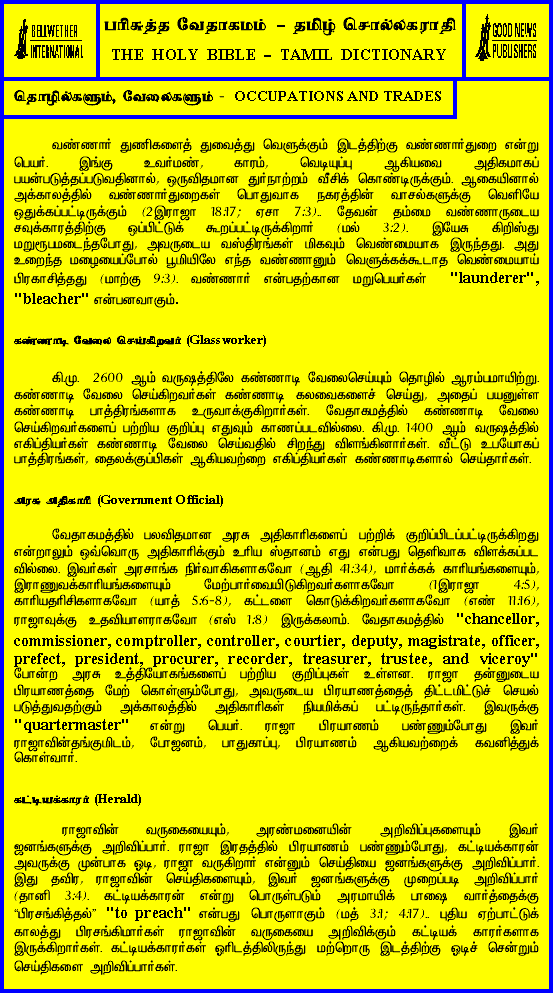 BELLWETHER
INTERNATIONAL
பரிசுத்த வேதாகமம் – தமிழ் சொல்லகராதி
THE HOLY BIBLE – TAMIL DICTIONARY
GOOD NEWS
PUBLISHERS
தொழில்களும், வேலைகளும் - OCCUPATIONS AND TRADES
வண்ணார் துணிகளைத் துவைத்து வெளுக்கும் இடத்திற்கு வண்ணார்துறை என்று
பெயர். இங்கு உவர்மண், காரம், வெடியுப்பு ஆகியவை அதிகமாகப்
பயன்படுத்தப்படுவதினால், ஒருவிதமான துர்நாற்றம் வீசிக் கொண்டிருக்கும். ஆகையினால்
அக்காலத்தில் வண்ணார்துறைகள் பொதுவாக நகரத்தின் வாசல்களுக்கு வெளியே
ஒதுக்கப்பட்டிருக்கும் (2இராஜா 18:17; ஏசா 7:3).. தேவன் தம்மை வண்ணாருடைய
சவுக்காரத்திற்கு ஒப்பிட்டுக் கூறப்பட்டிருக்கிறார் (மல் 3:2). இயேசு கிறிஸ்து
மறுரூபமடைந்தபோது, அவருடைய வஸ்திரங்கள் மிகவும் வெண்மையாக இருந்தது. அது
உறைந்த மழையைப்போல் பூமியிலே எந்த வண்ணானும் வெளுக்கக்கூடாத வெண்மையாய்
பிரகாசித்தது (மாற்கு 9:3). வண்ணார் என்பதற்கான மறுபெயர்கள் "launderer",
"bleacher" என்பனவாகும்.
கண்ணாடி வேலை செய்கிறவர் (Glassworker)
கி.மு. 2600 ஆம் வருஷத்திலே கண்ணாடி வேலைசெய்யும் தொழில் ஆரம்பமாயிற்று.
கண்ணாடி வேலை செய்கிறவர்கள் கண்ணாடி கலவைகளைச் செய்து, அதைப் பயனுள்ள
கண்ணாடி பாத்திரங்களாக உருவாக்குகிறார்கள். வேதாகமத்தில் கண்ணாடி வேலை
செய்கிறவர்களைப் பற்றிய குறிப்பு எதுவும் காணப்படவில்லை. கி.மு. 1400 ஆம் வருஷத்தில்
எகிப்தியர்கள் கண்ணாடி வேலை செய்வதில் சிறந்து விளங்கினார்கள். வீட்டு உபயோகப்
பாத்திரங்கள், தைலக்குப்பிகள் ஆகியவற்றை எகிப்தியர்கள் கண்ணாடிகளால் செய்தார்கள்.
அரசு அதிகாரி (Government Official)
வேதாகமத்தில் பலவிதமான அரசு அதிகாரிகளைப் பற்றிக் குறிப்பிடப்பட்டிருக்கிறது
என்றாலும் ஒவ்வொரு அதிகாரிக்கும் உரிய ஸ்தானம் எது என்பது தெளிவாக விளக்கப்பட
வில்லை. இவர்கள் அரசாங்க நிர்வாகிகளாகவோ (ஆதி 41:34), மார்க்கக் காரியங்களையும்,
இராணுவக்காரியங்களையும் மேற்பார்வையிடுகிறவர்களாகவோ (1இராஜா 4:5),
காரியதரிசிகளாகவோ (யாத் 5:6-8), கட்டளை கொடுக்கிறவர்களாகவோ (எண் 11:16),
ராஜாவுக்கு உதவியாளராகவோ (எஸ் 1:8) இருக்கலாம். வேதாகமத்தில் "chancellor,
commissioner, comptroller, controller, courtier, deputy, magistrate, officer,
prefect, president, procurer, recorder, treasurer, trustee, and viceroy"
போன்ற அரசு உத்தியோகங்களைப் பற்றிய குறிப்புகள் உள்ளன. ராஜா தன்னுடைய
பிரயாணத்தை மேற் கொள்ளும்போது, அவருடைய பிரயாணத்தைத் திட்டமிட்டுச் செயல்
படுத்துவதற்கும் அக்காலத்தில் அதிகாரிகள் நியமிக்கப் பட்டிருந்தார்கள். இவருக்கு
"quartermaster" என்று பெயர். ராஜா பிரயாணம் பண்ணும்போது இவர்
ராஜாவின்தங்குமிடம், போஜனம், பாதுகாப்பு, பிரயாணம் ஆகியவற்றைக் கவனித்துக்
கொள்வார்.
கட்டியக்காரர் (Herald)
ராஜாவின் வருகையையும், அரண்மனையின் அறிவிப்புகளையும் இவர்
ஜனங்களுக்கு அறிவிப்பார். ராஜா இரதத்தில் பிரயாணம் பண்ணும்போது, கட்டியக்காரன்
அவருக்கு முன்பாக ஓடி, ராஜா வருகிறார் என்னும் செய்தியை ஜனங்களுக்கு அறிவிப்பார்.
இது தவிர, ராஜாவின் செய்திகளையும், இவர் ஜனங்களுக்கு முறைப்படி அறிவிப்பார்
(தானி 3:4). கட்டியக்காரன் என்று பொருள்படும் அரமாயிக் பாஷை வார்த்தைக்கு
“பிரசங்கித்தல்” "to preach" என்பது பொருளாகும் (மத் 3:1; 4:17).. புதிய ஏற்பாட்டுக்
காலத்து பிரசங்கிமார்கள் ராஜாவின் வருகையை அறிவிக்கும் கட்டியக் காரர்களாக
இருக்கிறார்கள். கட்டியக்காரர்கள் ஓரிடத்திலிருந்து மற்றொரு இடத்திற்கு ஓடிச் சென்றும்
செய்திகளை அறிவிப்பார்கள்.